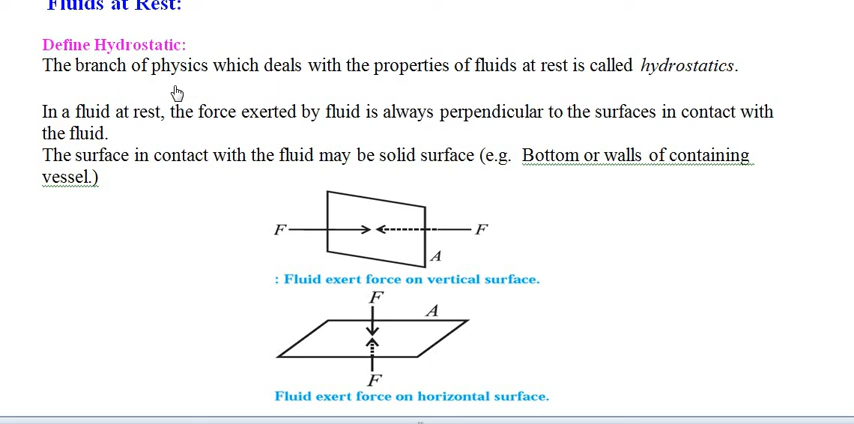 Fluids at Rest:
Define Hydrostatic:
The branch of physics which deals with the properties of fluids at rest is called hydrostatics.
In a fluid at rest, the force exerted by fluid is always perpendicular to the surfaces in contact with
the fluid.
The surface in contact with the fluid may be solid surface (e.g. Bottom or walls of containing
vessel.)
F F
A
: Fluid exert force on vertical surface.
F
A
F
Fluid exert force on horizontal surface.